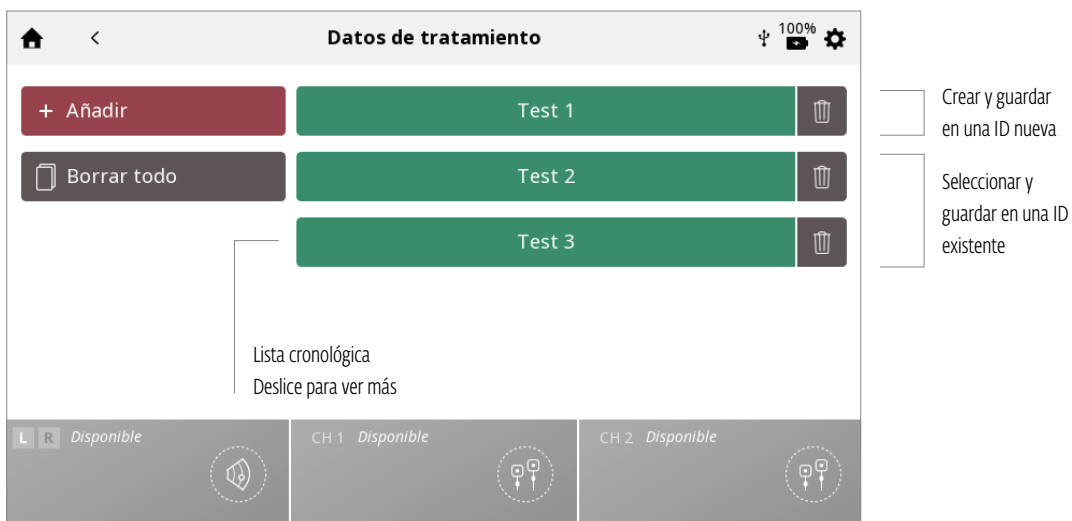 Datos de tratamiento
100%
+ Añadir
Test 1
Crear y guardar
en una ID nueva
Borrar todo
Test 2
Seleccionar y
guardar en una ID
existente
Test 3
Lista cronológica
Deslice para ver más
L R Disponible
CH 1 Disponible
CH 2 Disponible